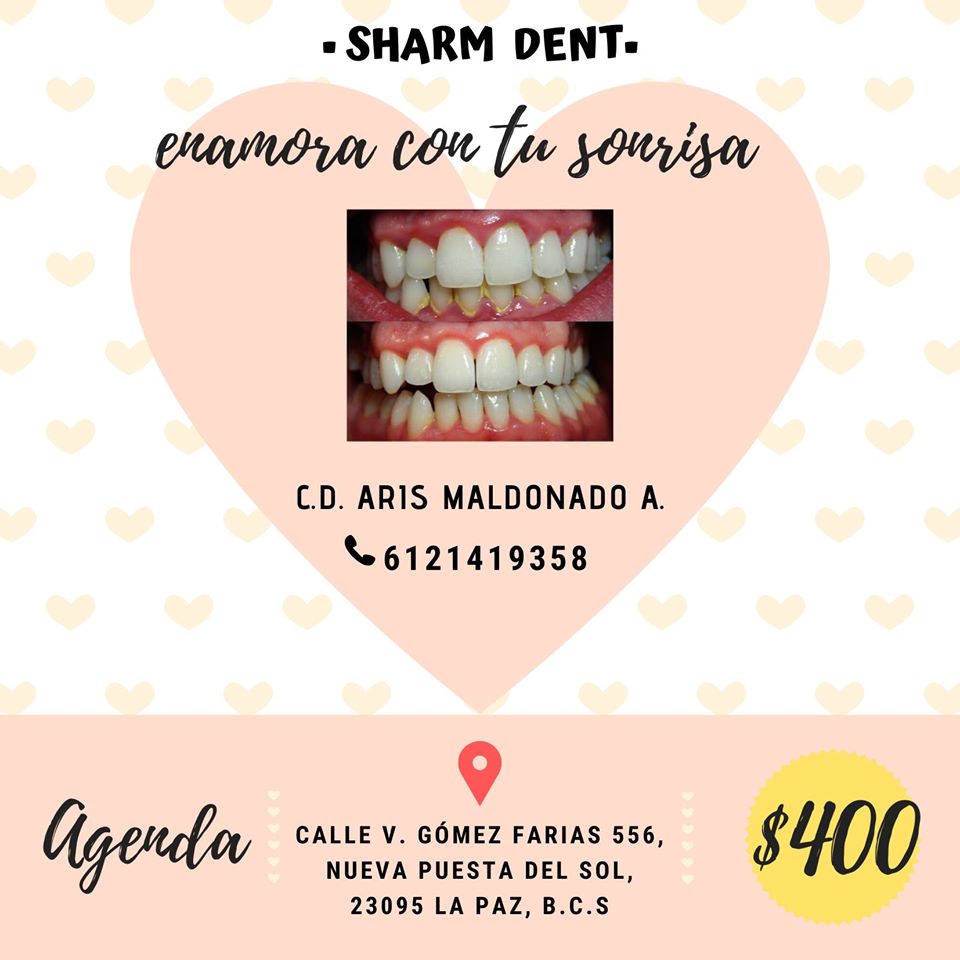 • SHARM DENT •
enamora con tu sonrisa
C.D. ARIS MALDONADO A.
6121419358
Agenda
CALLE V. GÓMEZ FARIAS 556,
NUEVA PUESTA DEL SOL,
23095 LA PAZ, B.C.S
$400